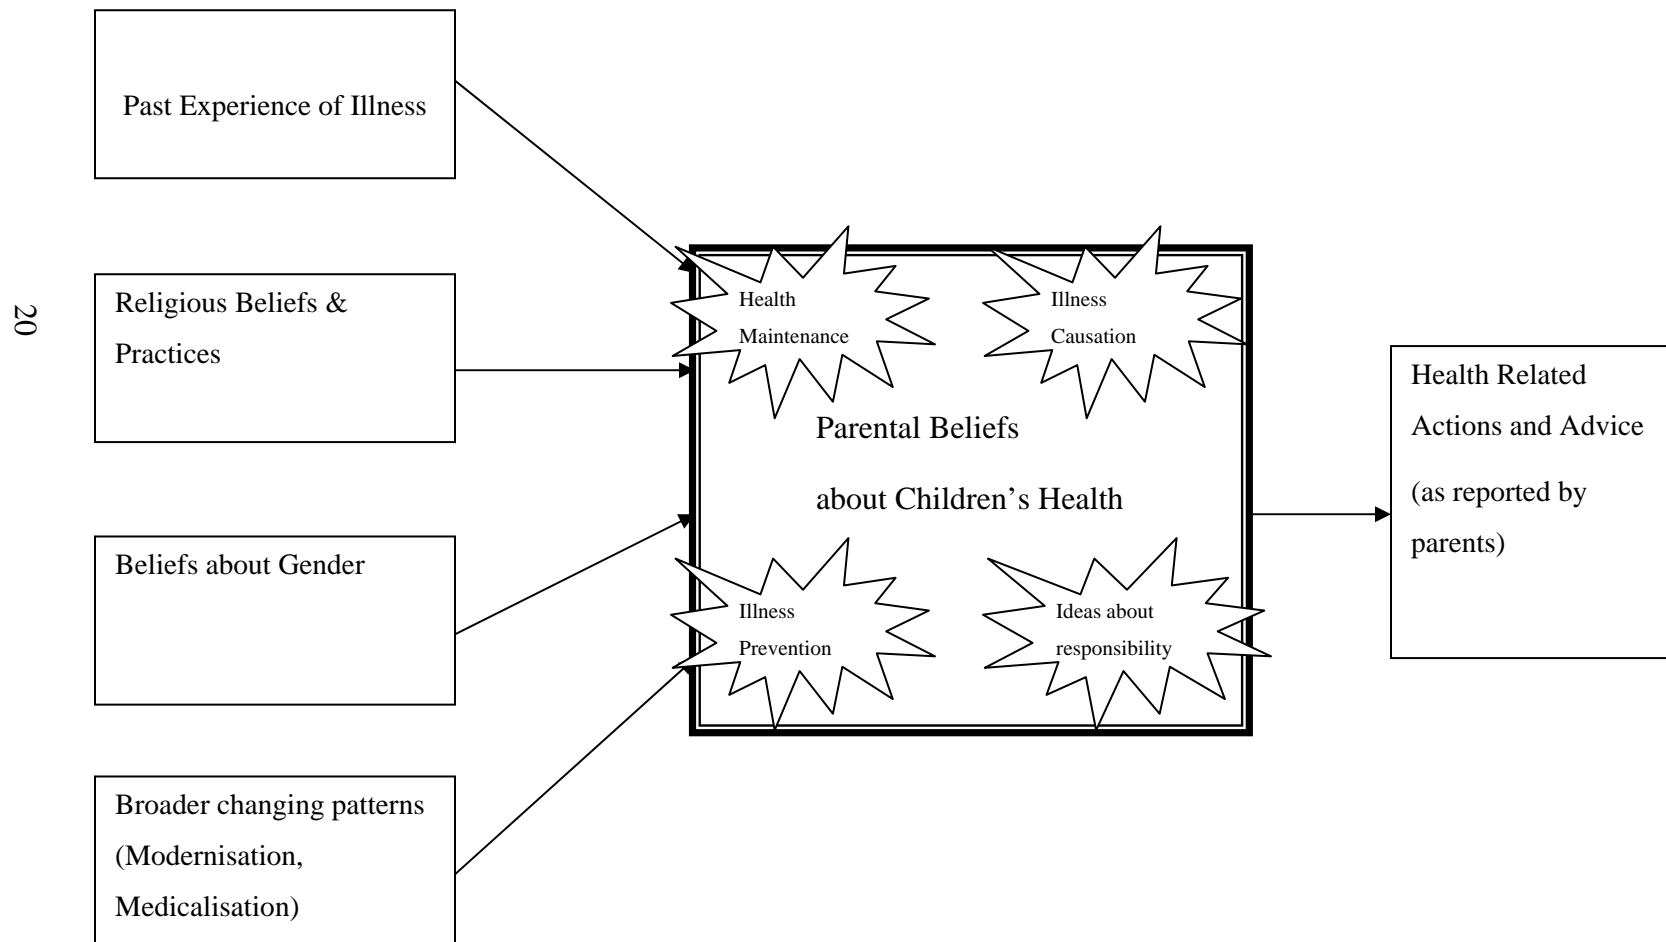 Past Experience of Illness
20
Religious Beliefs &
Practices
Health
Maintenance
Illness
Causation
Parental Beliefs
about Children’s Health
Health Related
Actions and Advice
(as reported by
parents)
Beliefs about Gender
Illness
Prevention
Ideas about
responsibility
Broader changing patterns
(Modernisation,
Medicalisation)